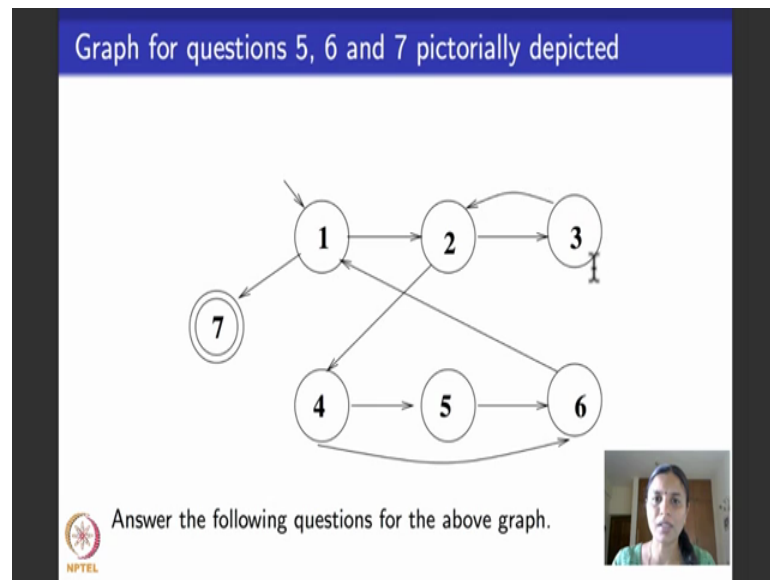 Graph for questions 5, 6 and 7 pictorially depicted
1
2
3
7
4
5
6
Answer the following questions for the above graph.
NPTEL